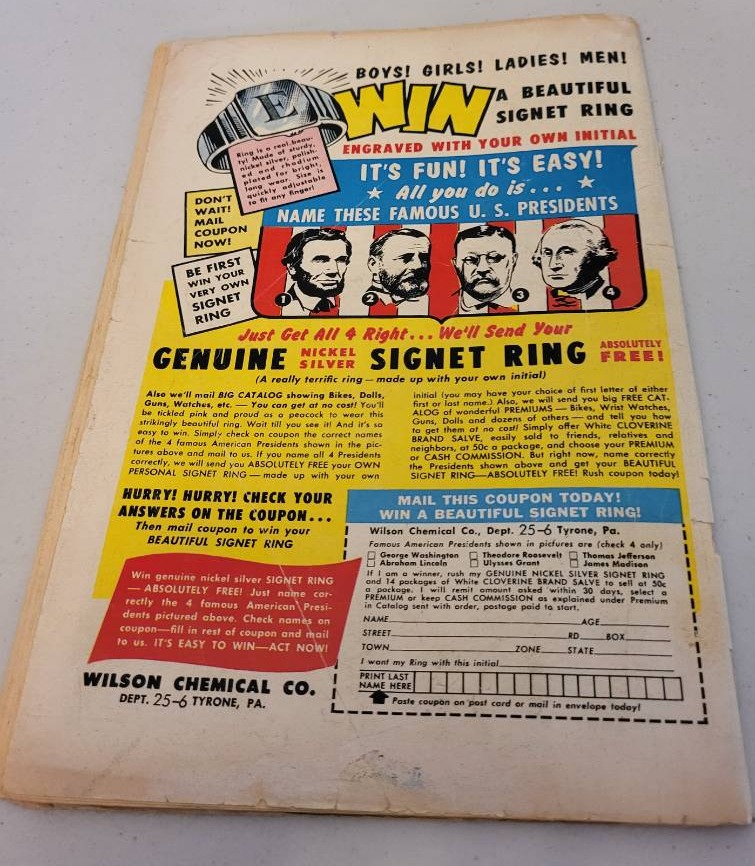 BOYS! GIRLS! LADIES! MEN!
E
WIN
A BEAUTIFUL
SIGNET RING
ENGRAVED WITH YOUR OWN INITIAL
Ring is a real beau-
ty! Made of sturdy,
nickel silver, polish-
ed and rhodium
plated for bright,
long wear. Size is
quickly adjustable
to fit any finger!
IT'S FUN! IT'S EASY!
All you do is...
NAME THESE FAMOUS U. S. PRESIDENTS
DON'T
WAIT!
MAIL
COUPON
NOW!
BE FIRST
WIN YOUR
VERY OWN
SIGNET
RING
1
2
3
4
Just Get All 4 Right... We'll Send Your
GENUINE NICKEL SILVER SIGNET RING ABSOLUTELY FREE!
(A really terrific ring — made up with your own initial)
Also we'll mail BIG CATALOG showing Bikes, Dolls,
Guns, Watches, etc. — You can get at no cost! You'll
be tickled pink and proud as a peacock to wear this
strikingly beautiful ring. Wait till you see it! And it's so
easy to win. Simply check on coupon the correct names
of the 4 famous American Presidents shown in the pic-
tures above and mail to us. If you name all 4 Presidents
correctly, we will send you ABSOLUTELY FREE your OWN
PERSONAL SIGNET RING — made up with your own
initial (you may have your choice of first letter of either
first or last name.) Also, we will send you big FREE CAT-
ALOG of wonderful PREMIUMS — Bikes, Wrist Watches,
Guns, Dolls and dozens of others — and tell you how
to get them at no cost! Simply offer White CLOVERINE
BRAND SALVE, easily sold to friends, relatives and
neighbors, at 50c a package, and choose your PREMIUM
or CASH COMMISSION. But right now, name correctly
the Presidents shown above and get your BEAUTIFUL
SIGNET RING—ABSOLUTELY FREE! Rush coupon today!
HURRY! HURRY! CHECK YOUR
ANSWERS ON THE COUPON...
Then mail coupon to win your
BEAUTIFUL SIGNET RING
Win genuine nickel silver SIGNET RING
— ABSOLUTELY FREE! Just name cor-
rectly the 4 famous American Presi-
dents pictured above. Check names on
coupon—fill in rest of coupon and mail
to us. IT'S EASY TO WIN—ACT NOW!
WILSON CHEMICAL CO.
DEPT. 25-6 TYRONE, PA.
MAIL THIS COUPON TODAY!
WIN A BEAUTIFUL SIGNET RING!
Wilson Chemical Co., Dept. 25-6 Tyrone, Pa.
Famous American Presidents shown in pictures are (check 4 only)
George Washington Theodore Roosevelt Thomas Jefferson
Abraham Lincoln Ulysses Grant James Madison
If I am a winner, rush my GENUINE NICKEL SILVER SIGNET RING
and 14 packages of White CLOVERINE BRAND SALVE to sell at 50c
a package. I will remit amount asked within 30 days, select a
PREMIUM or keep CASH COMMISSION as explained under Premium
in Catalog sent with order, postage paid to start.
NAME AGE
STREET RD BOX
TOWN ZONE STATE
I want my Ring with this initial
PRINT LAST
NAME HERE
Paste coupon on post card or mail in envelope today!